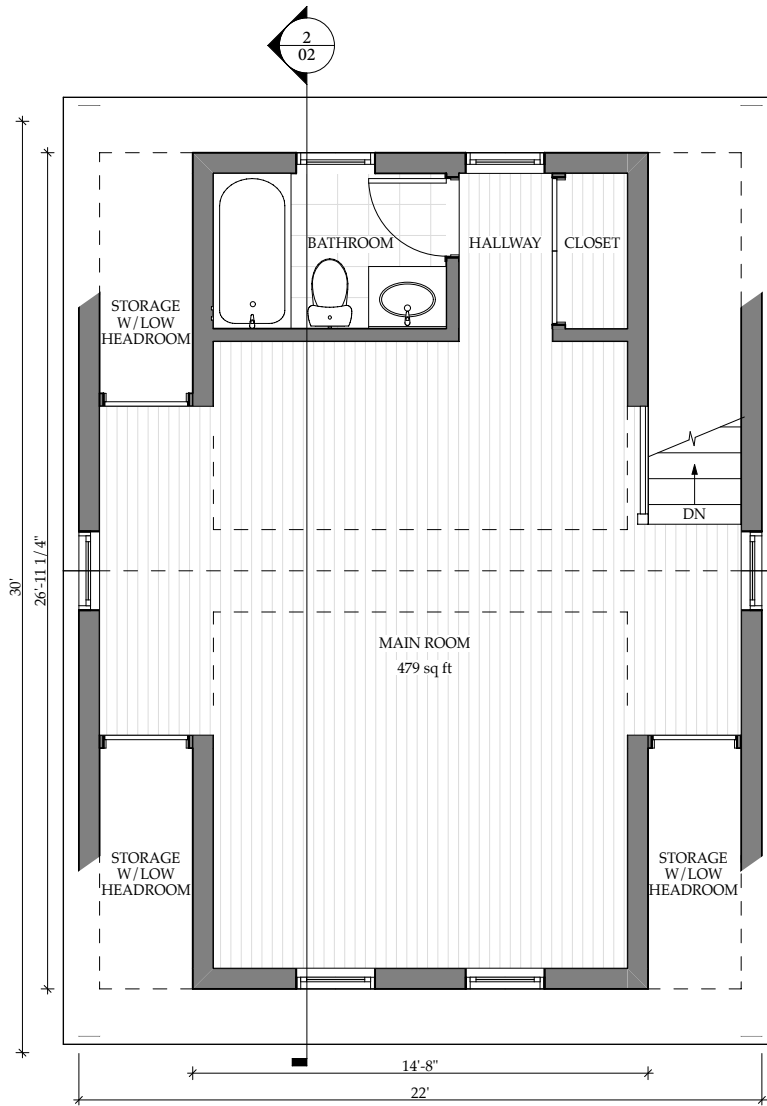 2
02
BATHROOM
HALLWAY
CLOSET
STORAGE
W/LOW
HEADROOM
DN
30'
26'-11 1/4"
MAIN ROOM
479 sq ft
STORAGE
W/LOW
HEADROOM
STORAGE
W/LOW
HEADROOM
14'-8"
22'